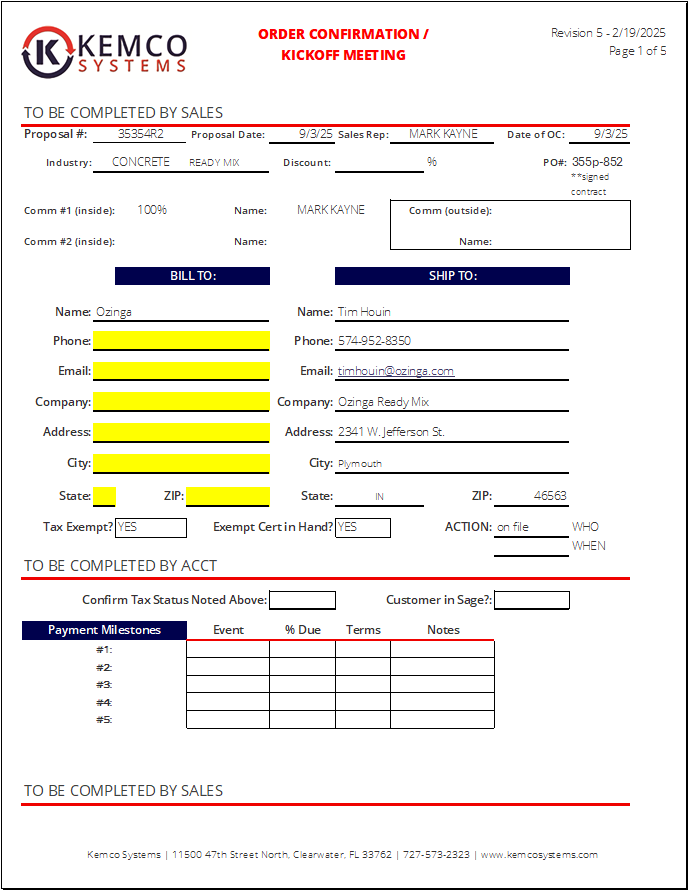 KEMCO
SYSTEMS
ORDER CONFIRMATION /
KICKOFF MEETING
Revision 5 - 2/19/2025
Page 1 of 5
TO BE COMPLETED BY SALES
Proposal #: 35354R2 Proposal Date: 9/3/25 Sales Rep: MARK KAYNE Date of OC: 9/3/25
Industry: CONCRETE READY MIX Discount: % PO#: 355p-852
**signed
contract
Comm #1 (inside): 100% Name: MARK KAYNE Comm (outside):
Comm #2 (inside): Name: Name:
BILL TO: SHIP TO:
Name: Ozinga Name: Tim Houin
Phone: Phone: 574-952-8350
Email: Email: timhouin@ozinga.com
Company: Company: Ozinga Ready Mix
Address: Address: 2341 W. Jefferson St.
City: City: Plymouth
State: ZIP: State: IN ZIP: 46563
Tax Exempt? YES Exempt Cert in Hand? YES ACTION: on file WHO
WHEN
TO BE COMPLETED BY ACCT
Confirm Tax Status Noted Above: Customer in Sage?:
Payment Milestones Event % Due Terms Notes
#1:
#2:
#3:
#4:
#5:
TO BE COMPLETED BY SALES
Kemco Systems | 11500 47th Street North, Clearwater, FL 33762 | 727-573-2323 | www.kemcosystems.com